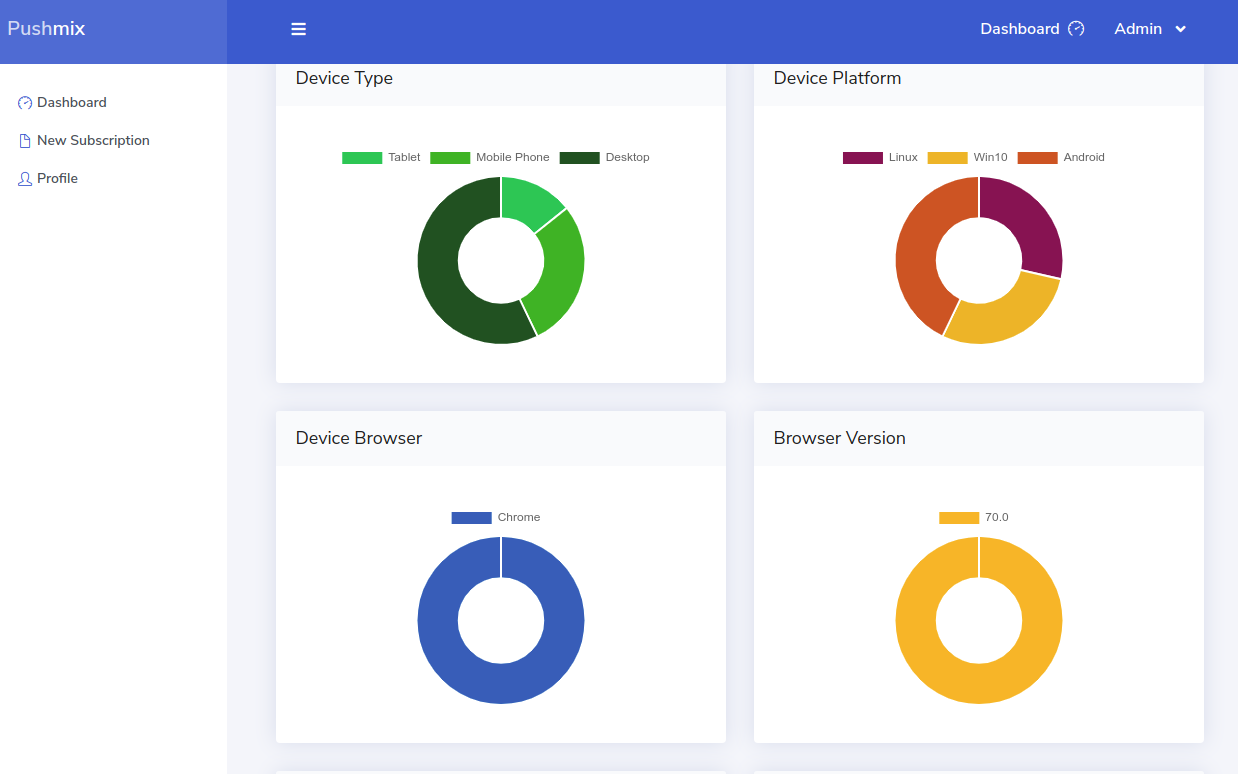 Pushmix
Dashboard Admin
Dashboard
New Subscription
Profile
Device Type
Tablet Mobile Phone Desktop
Device Platform
Linux Win10 Android
Device Browser
Chrome
Browser Version
70.0